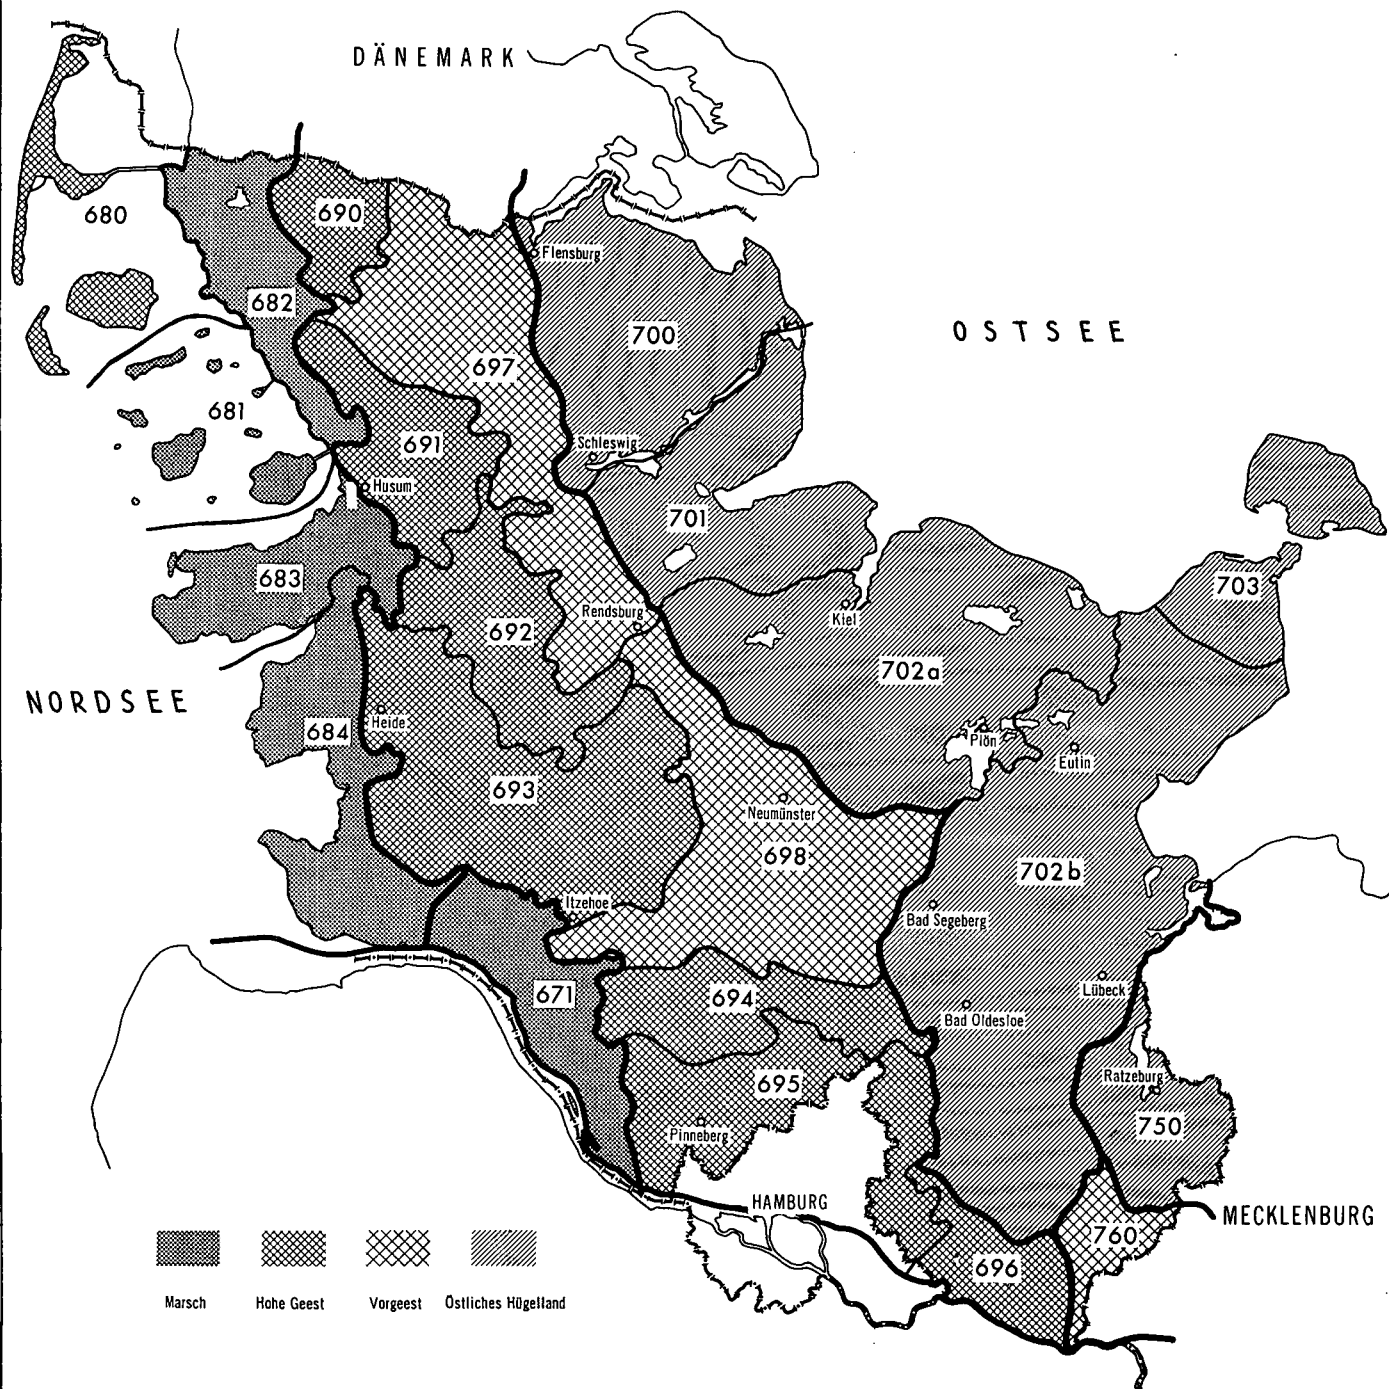 DÄNEMARK
680
690
Flensburg
682
700
OSTSEE
697
681
691
Schleswig
Husum
701
683
703
692
Rendsburg
Kiel
702a
NORDSEE
684
Heide
Plön
Eutin
693
Neumünster
698
702b
Itzehoe
Bad Segeberg
671
694
Lübeck
Bad Oldesloe
695
Ratzeburg
750
Pinneberg
HAMBURG
MECKLENBURG
760
696
Marsch
Hohe Geest
Vorgeest
Östliches Hügelland